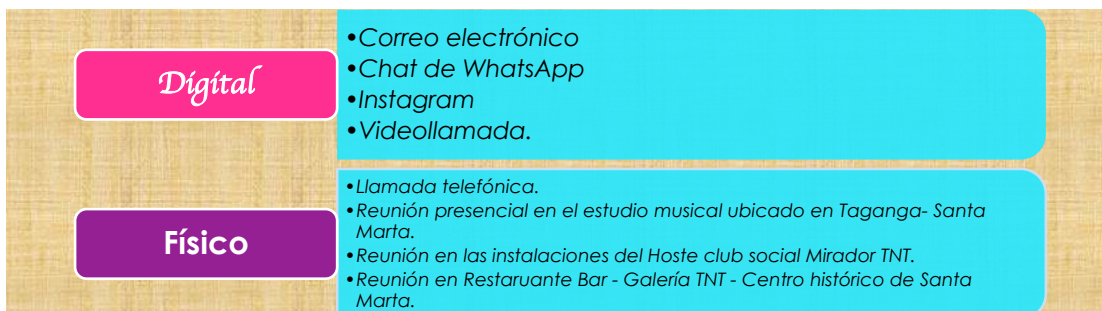 Digital
•Correo electrónico
•Chat de WhatsApp
•Instagram
•Videollamada.
Físico
•Llamada telefónica.
•Reunión presencial en el estudio musical ubicado en Taganga- Santa
Marta.
•Reunión en las instalaciones del Hoste club social Mirador TNT.
•Reunión en Restaruante Bar - Galería TNT - Centro histórico de Santa
Marta.